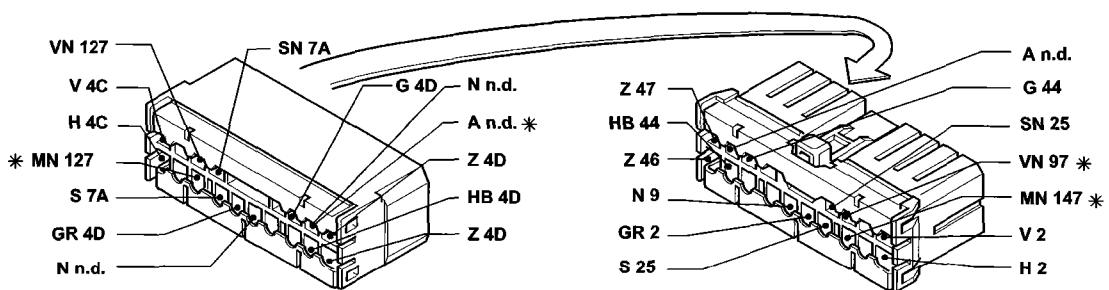 VN 127
SN 7A
V 4C
G 4D
N n.d.
H 4C
A n.d. *
* MN 127
Z 4D
S 7A
HB 4D
GR 4D
Z 4D
N n.d.
A n.d.
Z 47
G 44
HB 44
SN 25
Z 46
VN 97 *
N 9
MN 147 *
GR 2
V 2
S 25
H 2